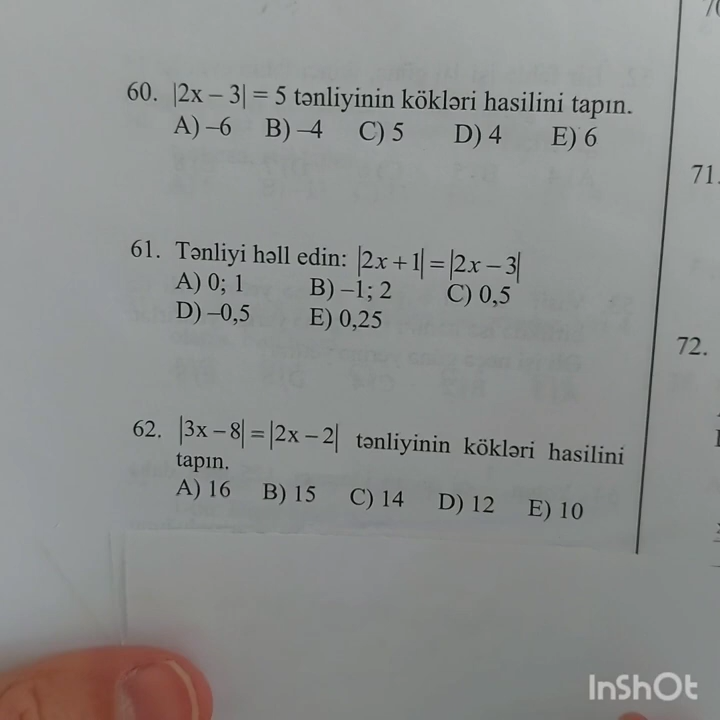 60. |2x – 3| = 5 tənliyinin kökləri hasilini tapın.
A) –6 B) –4 C) 5 D) 4 E) 6
61. Tənliyi həll edin: |2x + 1| = |2x – 3|
A) 0; 1 B) –1; 2 C) 0,5
D) –0,5 E) 0,25
62. |3x – 8| = |2x – 2| tənliyinin kökləri hasilini
tapın.
A) 16 B) 15 C) 14 D) 12 E) 10
71.
72.
InShOt